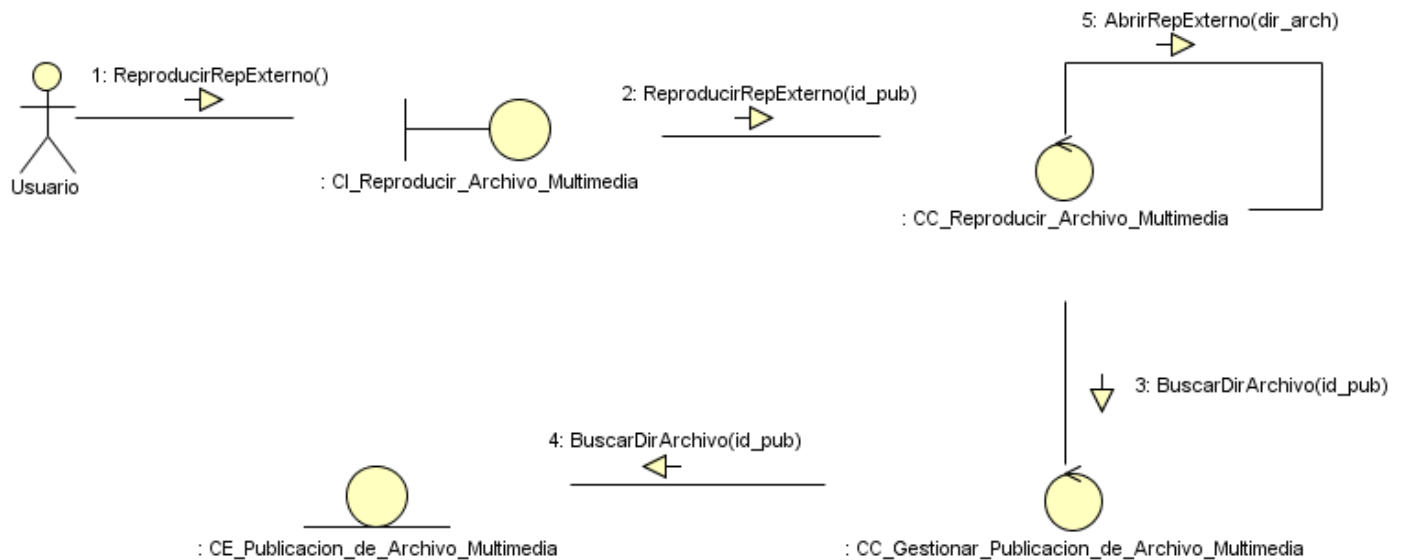 5: AbrirRepExterno(dir_arch)
1: ReproducirRepExterno()
2: ReproducirRepExterno(id_pub)
Usuario
: CI_Reproducir_Archivo_Multimedia
: CC_Reproducir_Archivo_Multimedia
3: BuscarDirArchivo(id_pub)
4: BuscarDirArchivo(id_pub)
: CE_Publicacion_de_Archivo_Multimedia
: CC_Gestionar_Publicacion_de_Archivo_Multimedia